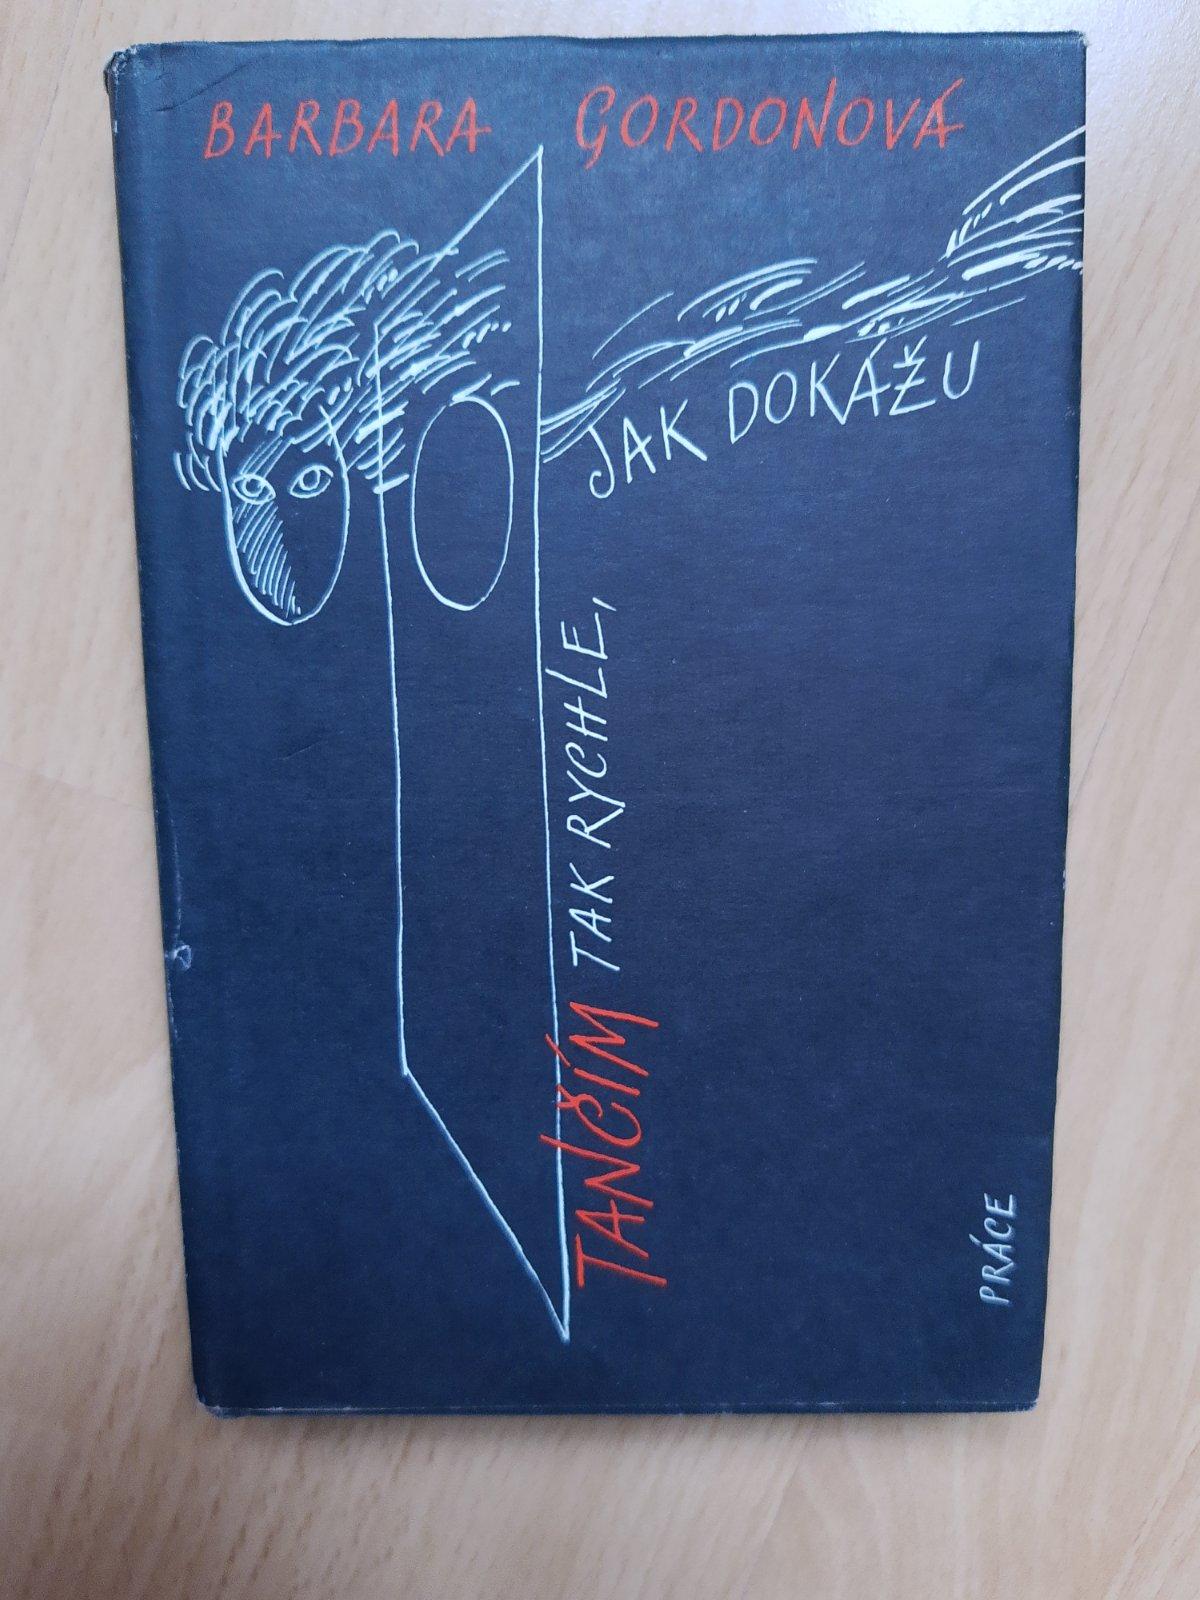 BARBARA GORDONOVÁ
TANČÍM TAK RYCHLE,
JAK DOKÁŽU
PRÁCE